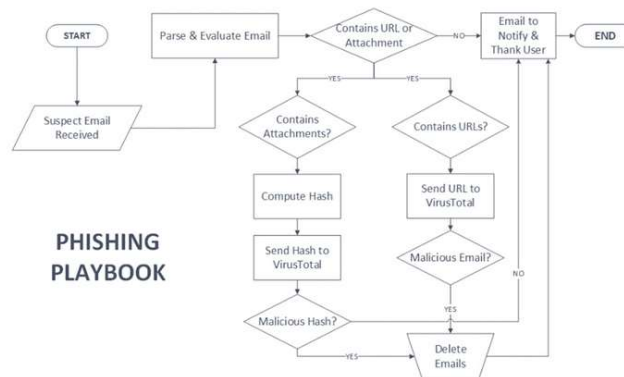 START
Parse & Evaluate Email
Contains URL or
Attachment
NO
Email to
Notify &
Thank User
END
Suspect Email
Received
YES
YES
Contains
Attachments?
Contains URLs?
Compute Hash
Send URL to
VirusTotal
PHISHING
PLAYBOOK
Send Hash to
VirusTotal
Malicious Email?
NO
YES
Malicious Hash?
YES
Delete
Emails